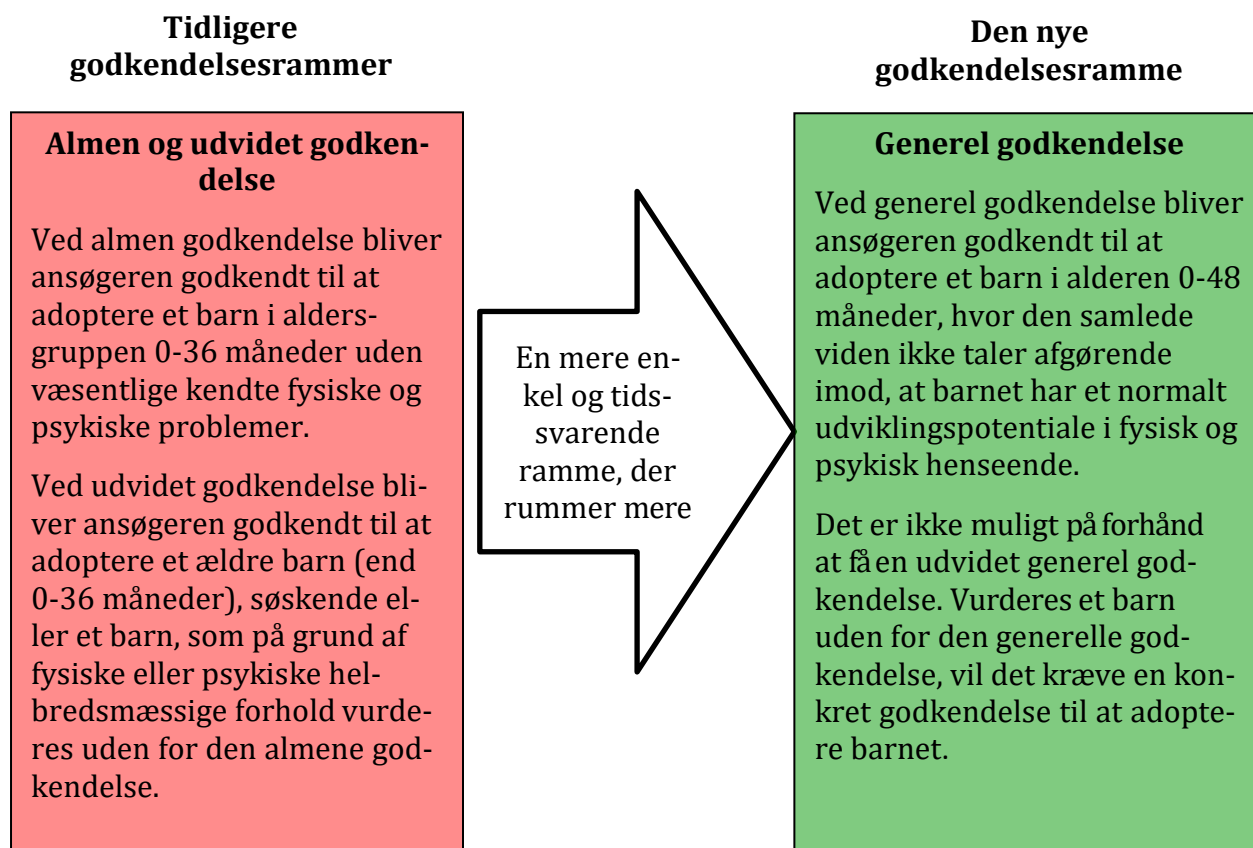 Tidligere
godkendelsesrammer
Almen og udvidet godken-
delse
Ved almen godkendelse bliver
ansøgeren godkendt til at
adoptere et barn i alders-
gruppen 0-36 måneder uden
væsentlige kendte fysiske og
psykiske problemer.
Ved udvidet godkendelse bli-
ver ansøgeren godkendt til at
adoptere et ældre barn (end
0-36 måneder), søskende el-
ler et barn, som på grund af
fysiske eller psykiske hel-
bredsmæssige forhold vurde-
res uden for den almene god-
kendelse.
En mere en-
kel og tids-
svarende
ramme, der
rummer mere
Den nye
godkendelsesramme
Generel godkendelse
Ved generel godkendelse bliver
ansøgeren godkendt til at
adoptere et barn i alderen 0-48
måneder, hvor den samlede
viden ikke taler afgørende
imod, at barnet har et normalt
udviklingspotentiale i fysisk og
psykisk henseende.
Det er ikke muligt på forhånd
at få en udvidet generel god-
kendelse. Vurderes et barn
uden for den generelle god-
kendelse, vil det kræve en kon-
kret godkendelse til at adopte-
re barnet.